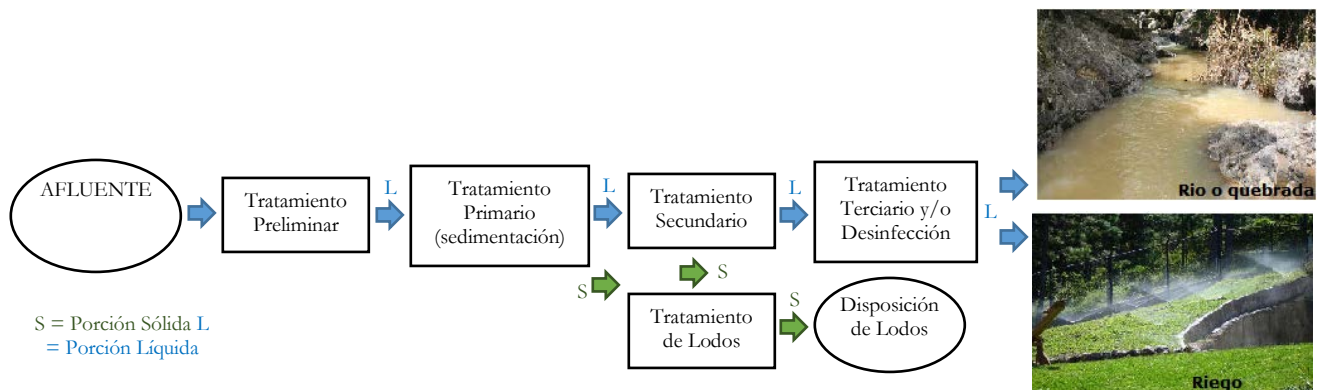 AFLUENTE
Tratamiento
Preliminar
L
Tratamiento
Primario
(sedimentación)
L
Tratamiento
Secundario
L
Tratamiento
Terciario y/o
Desinfección
L
Rio o quebrada
Riego
S
S
Tratamiento
de Lodos
S
Disposición
de Lodos
S = Porción Sólida L
= Porción Líquida